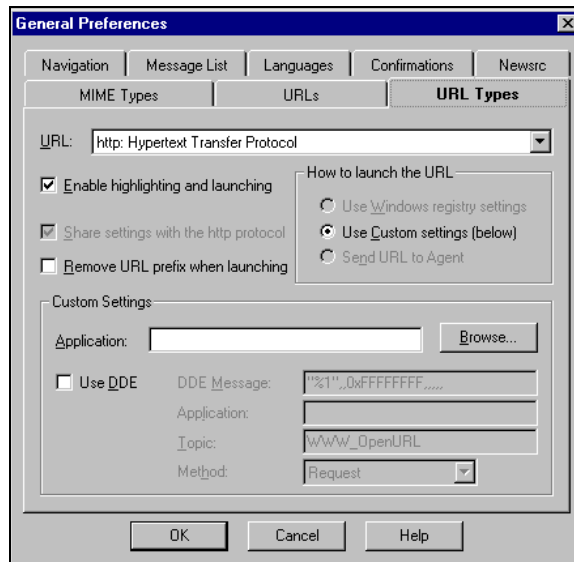 General Preferences
Navigation Message List Languages Confirmations Newsrc
MIME Types URLs URL Types
URL: http: Hypertext Transfer Protocol
Enable highlighting and launching
Share settings with the http protocol
Remove URL prefix when launching
How to launch the URL
Use Windows registry settings
Use Custom settings (below)
Send URL to Agent
Custom Settings
Application: Browse...
Use DDE DDE Message: "%1",,0xFFFFFFFF,,,,,
Application:
Topic: WWW_OpenURL
Method: Request
OK Cancel Help